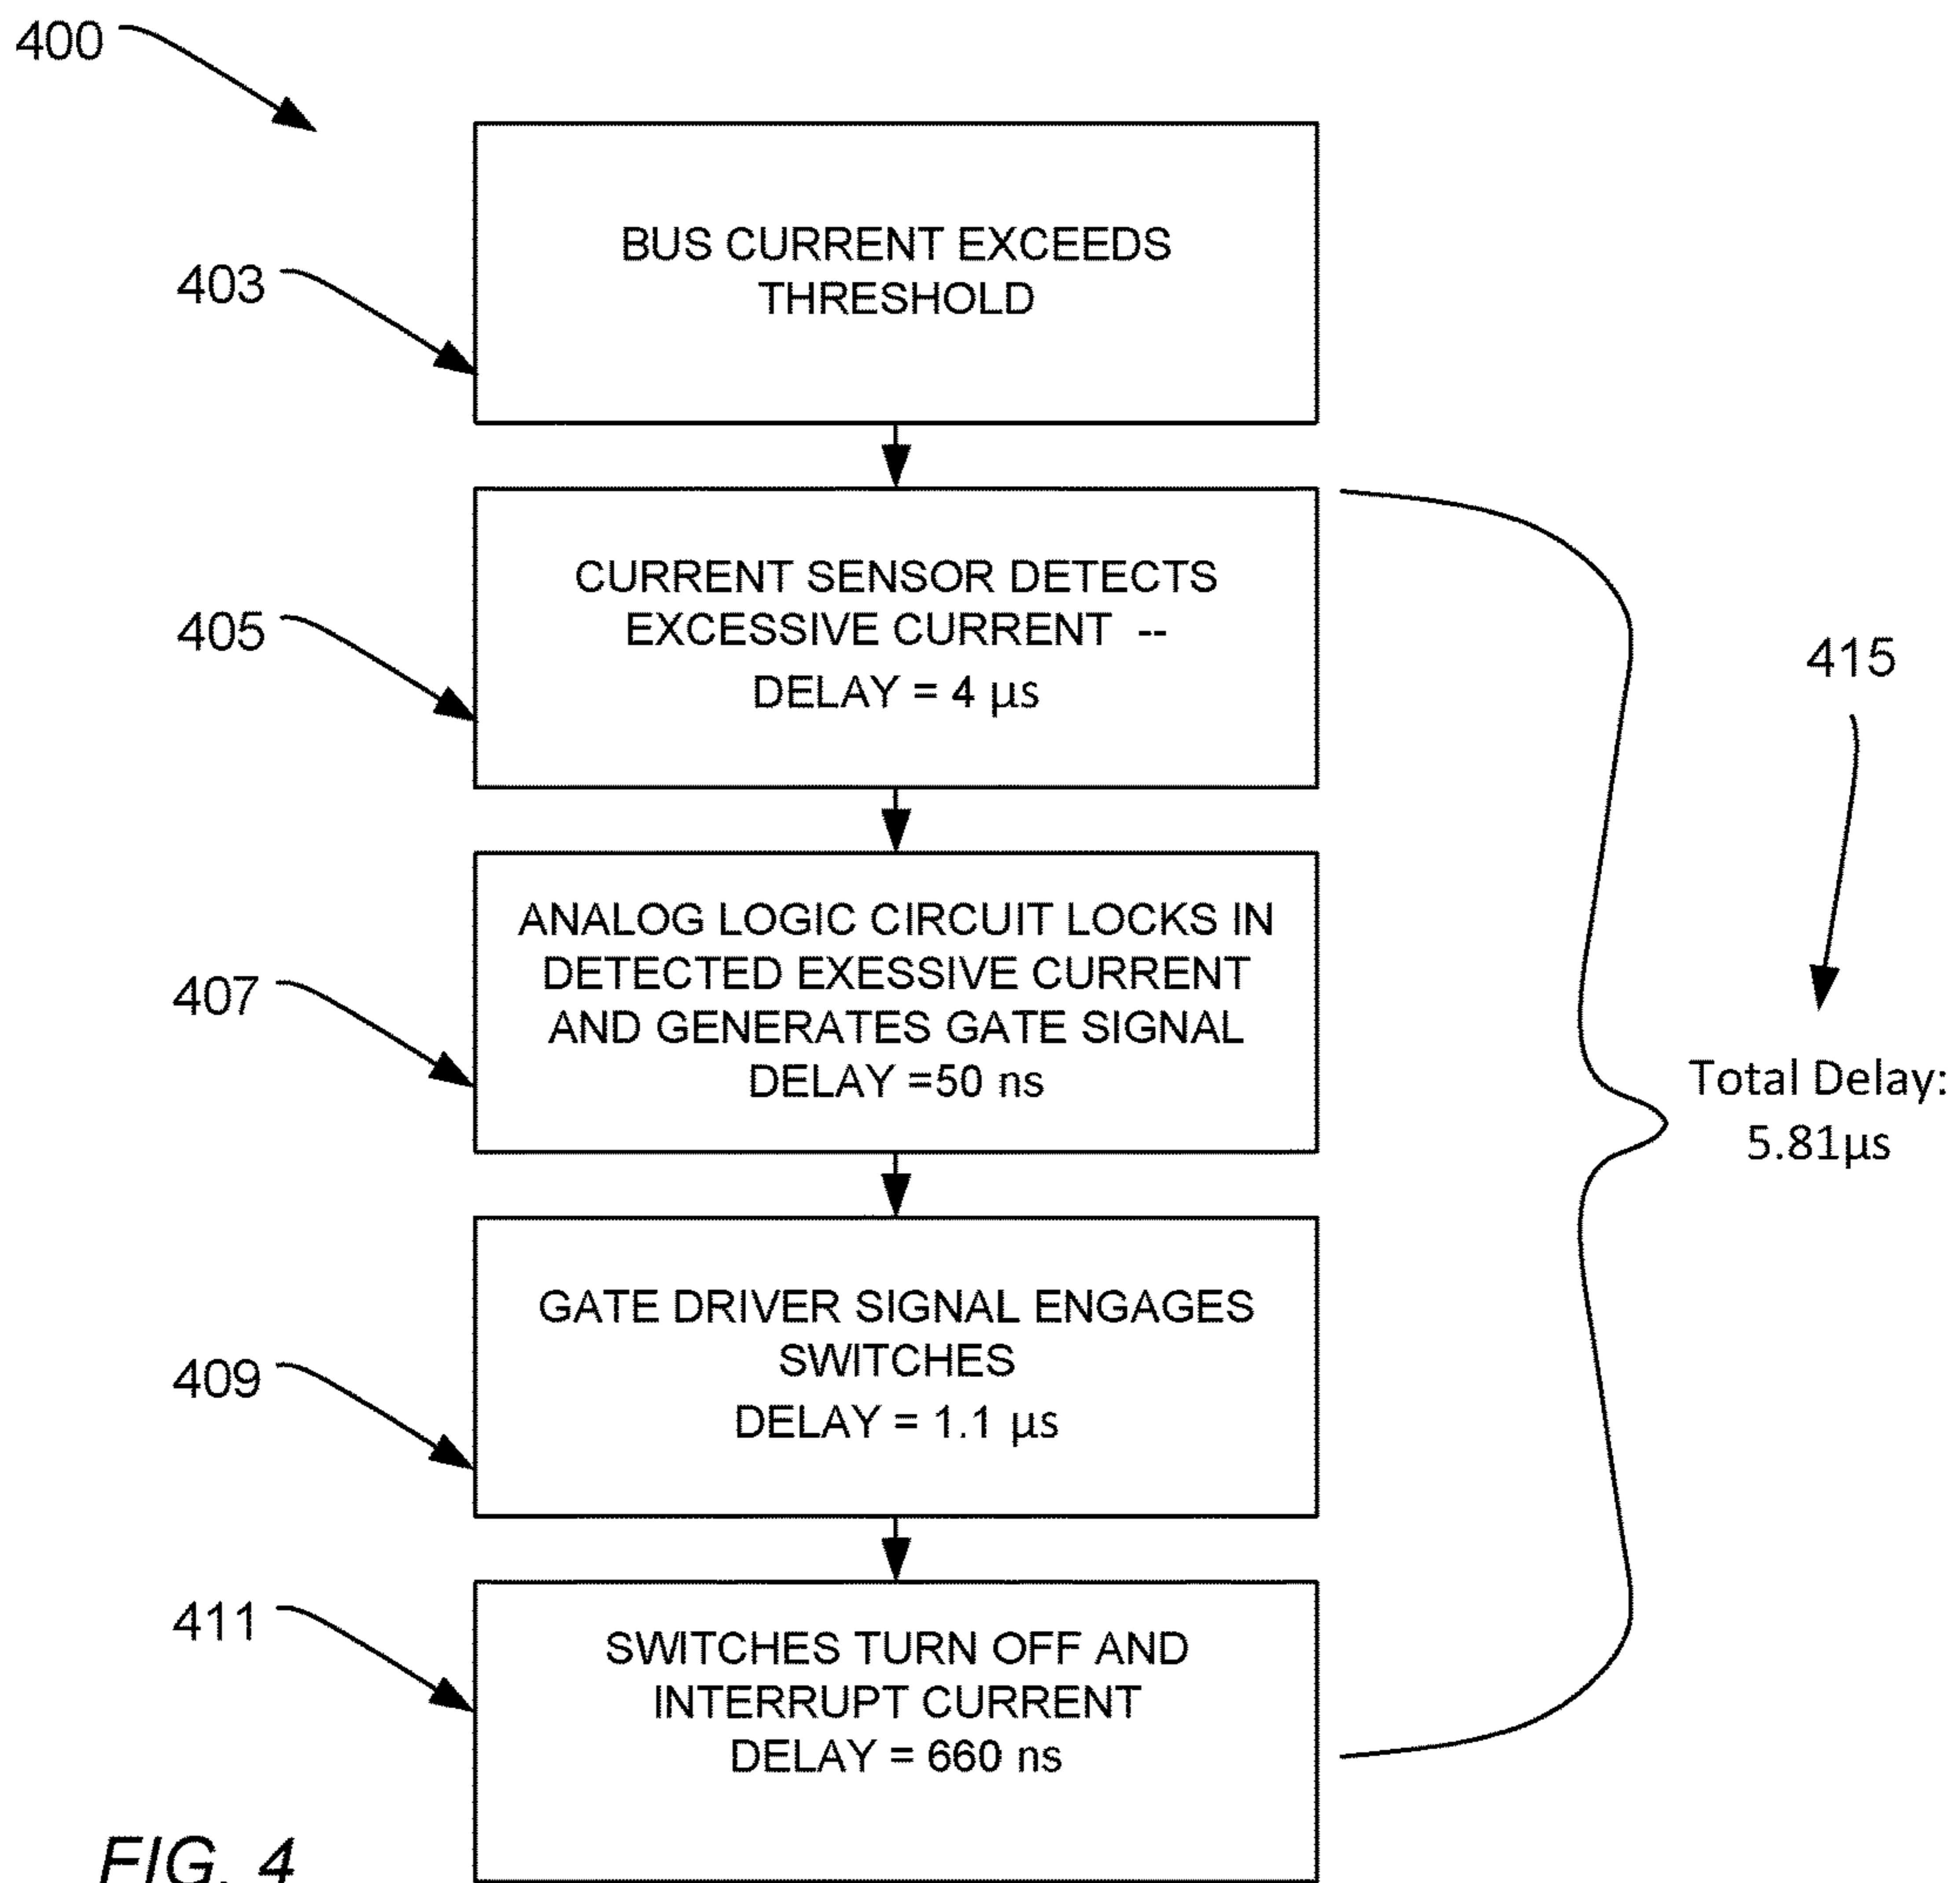 400
BUS CURRENT EXCEEDS
THRESHOLD
403
CURRENT SENSOR DETECTS
EXCESSIVE CURRENT --
DELAY = 4 µs
405
ANALOG LOGIC CIRCUIT LOCKS IN
DETECTED EXESSIVE CURRENT
AND GENERATES GATE SIGNAL
DELAY =50 ns
407
GATE DRIVER SIGNAL ENGAGES
SWITCHES
DELAY = 1.1 µs
409
SWITCHES TURN OFF AND
INTERRUPT CURRENT
DELAY = 660 ns
411
415
Total Delay:
5.81µs
FIG. 4